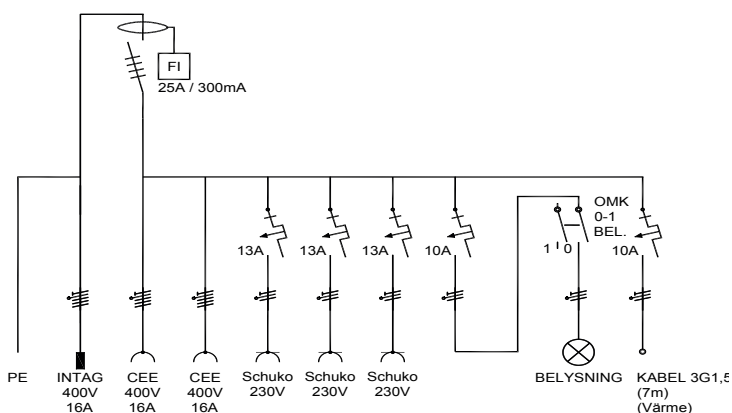 FI
25A / 300mA
OMK
0-1
BEL.
13A
13A
13A
10A
1
0
10A
PE
INTAG
400V
16A
CEE
400V
16A
CEE
400V
16A
Schuko
230V
Schuko
230V
Schuko
230V
BELYSNING
KABEL 3G1,5
(7m)
(Värme)